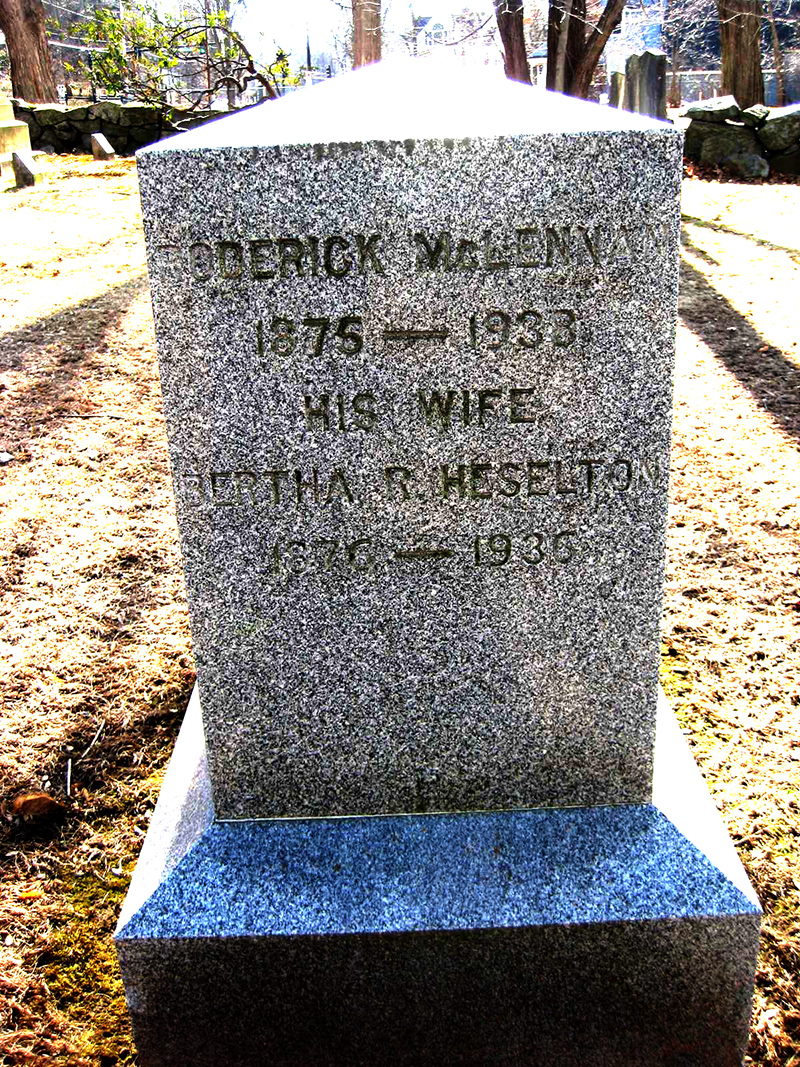 RODERICK McLENNAN
1875 — 1933
HIS WIFE
BERTHA R. HESELTON
1876 — 1936